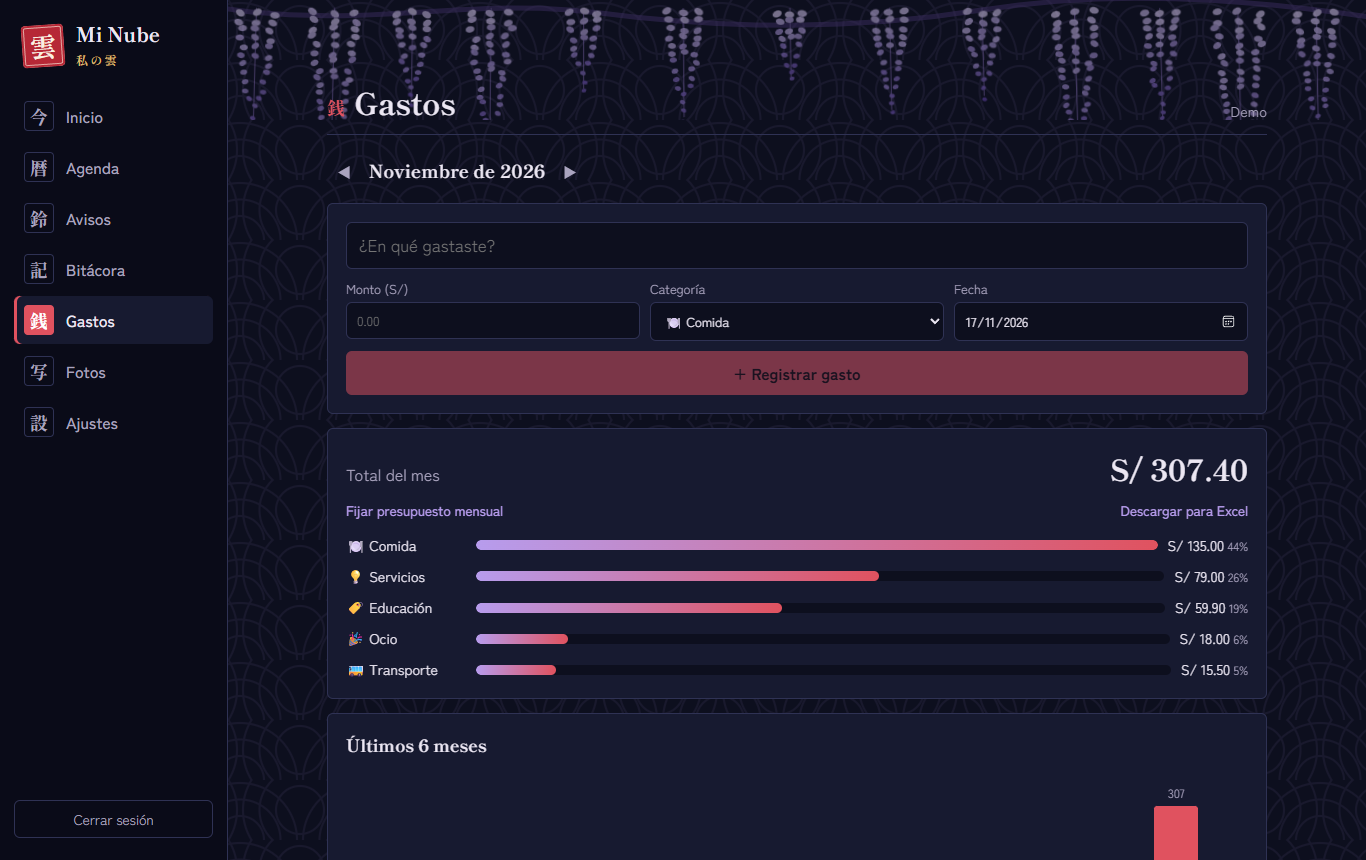 雲 Mi Nube
私の雲
今 Inicio
暦 Agenda
鈴 Avisos
記 Bitácora
銭 Gastos
写 Fotos
設 Ajustes
Cerrar sesión
銭 Gastos
Demo
◀ Noviembre de 2026 ▶
¿En qué gastaste?
Monto (S/) Categoría Fecha
0.00 Comida 17/11/2026
+ Registrar gasto
Total del mes S/ 307.40
Fijar presupuesto mensual Descargar para Excel
Comida S/ 135.00 44%
Servicios S/ 79.00 26%
Educación S/ 59.90 19%
Ocio S/ 18.00 6%
Transporte S/ 15.50 5%
Últimos 6 meses
307